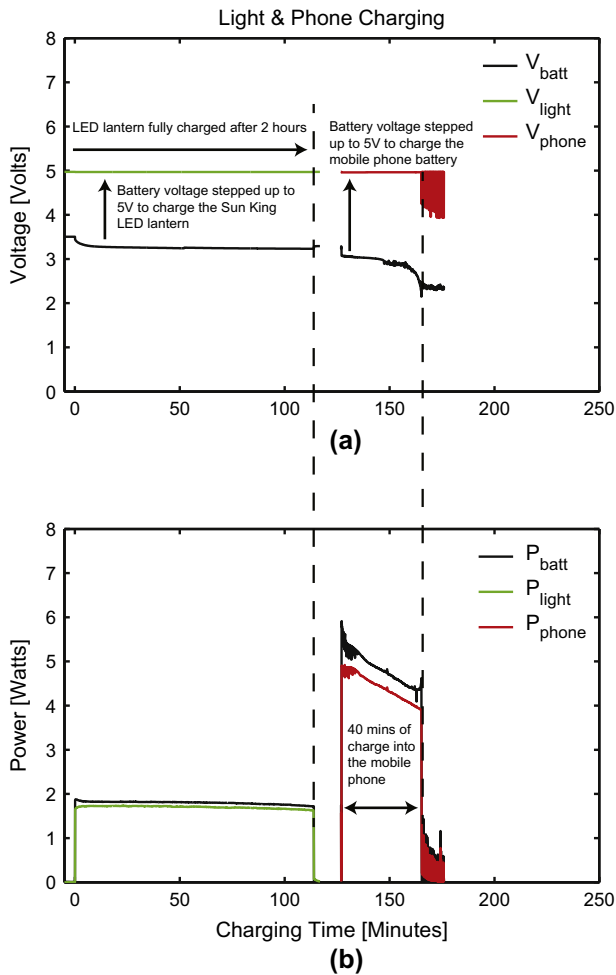 Light & Phone Charging
8
7
6
5
4
3
2
1
0
Voltage [Volts]
V_batt
V_light
V_phone
LED lantern fully charged after 2 hours
Battery voltage stepped up to
5V to charge the Sun King
LED lantern
Battery voltage stepped
up to 5V to charge the
mobile phone battery
0 50 100 150 200 250
(a)
8
7
6
5
4
3
2
1
0
Power [Watts]
P_batt
P_light
P_phone
40 mins of
charge into
the mobile
phone
0 50 100 150 200 250
Charging Time [Minutes]
(b)